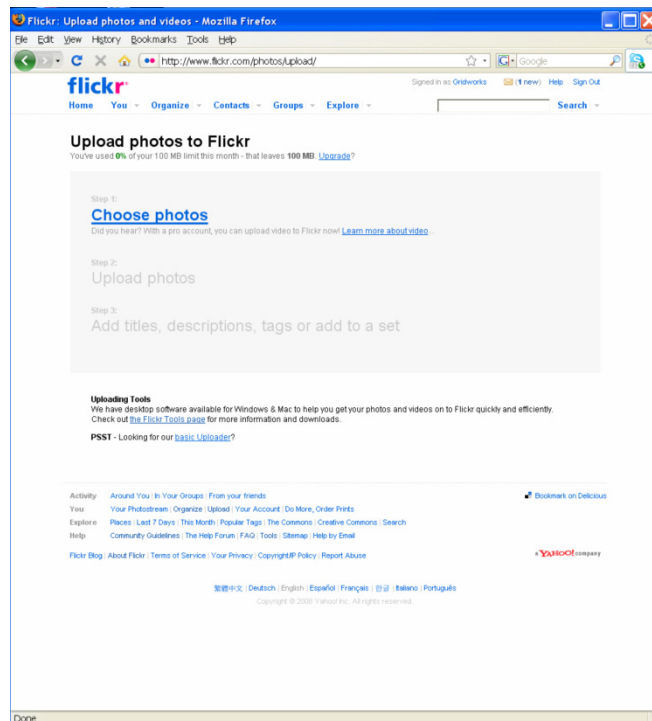 Flickr: Upload photos and videos - Mozilla Firefox
File Edit View History Bookmarks Tools Help
http://www.flickr.com/photos/upload/ Google
flickr Signed in as Gridworks (1 new) Help Sign Out
Home You Organize Contacts Groups Explore Search
Upload photos to Flickr
You've used 0% of your 100 MB limit this month - that leaves 100 MB. Upgrade?
Step 1:
Choose photos
Did you hear? With a pro account, you can upload video to Flickr now! Learn more about video...
Step 2:
Upload photos
Step 3:
Add titles, descriptions, tags or add to a set
Uploading Tools
We have desktop software available for Windows & Mac to help you get your photos and videos on to Flickr quickly and efficiently.
Check out the Flickr Tools page for more information and downloads.
PSST - Looking for our basic Uploader?
Activity Around You | In Your Groups | From your friends Bookmark on Delicious
You Your Photostream | Organize | Upload | Your Account | Do More, Order Prints
Explore Places | Last 7 Days | This Month | Popular Tags | The Commons | Creative Commons | Search
Help Community Guidelines | The Help Forum | FAQ | Tools | Sitemap | Help by Email
Flickr Blog | About Flickr | Terms of Service | Your Privacy | Copyright/IP Policy | Report Abuse a YAHOO! company
繁體中文 | Deutsch | English | Español | Français | 한글 | Italiano | Português
Copyright © 2008 Yahoo! Inc. All rights reserved.
Done